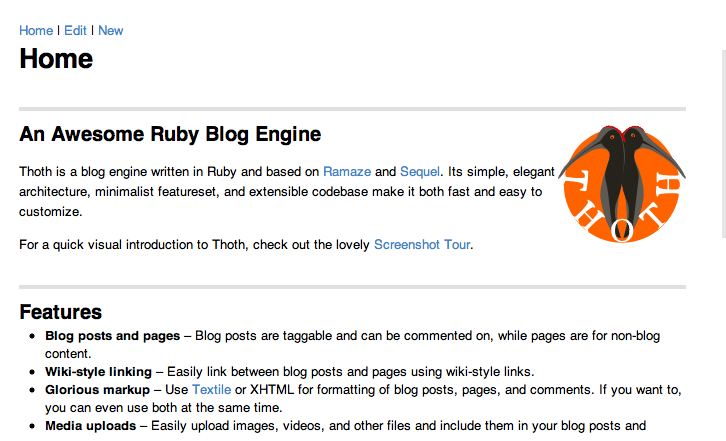 Home | Edit | New
Home
An Awesome Ruby Blog Engine
Thoth is a blog engine written in Ruby and based on Ramaze and Sequel. Its simple, elegant
architecture, minimalist featureset, and extensible codebase make it both fast and easy to
customize.
THOTH
For a quick visual introduction to Thoth, check out the lovely Screenshot Tour.
Features
• Blog posts and pages – Blog posts are taggable and can be commented on, while pages are for non-blog
content.
• Wiki-style linking – Easily link between blog posts and pages using wiki-style links.
• Glorious markup – Use Textile or XHTML for formatting of blog posts, pages, and comments. If you want to,
you can even use both at the same time.
• Media uploads – Easily upload images, videos, and other files and include them in your blog posts and